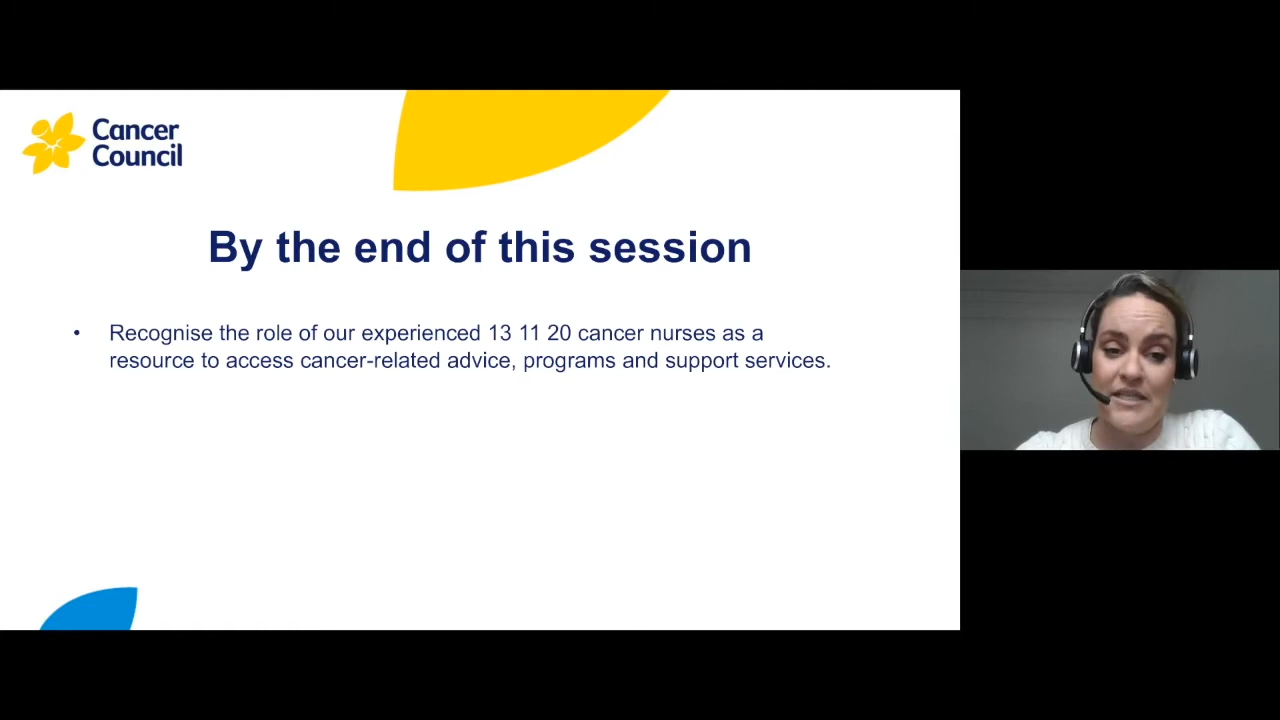 Cancer
Council
By the end of this session
• Recognise the role of our experienced 13 11 20 cancer nurses as a
resource to access cancer-related advice, programs and support services.